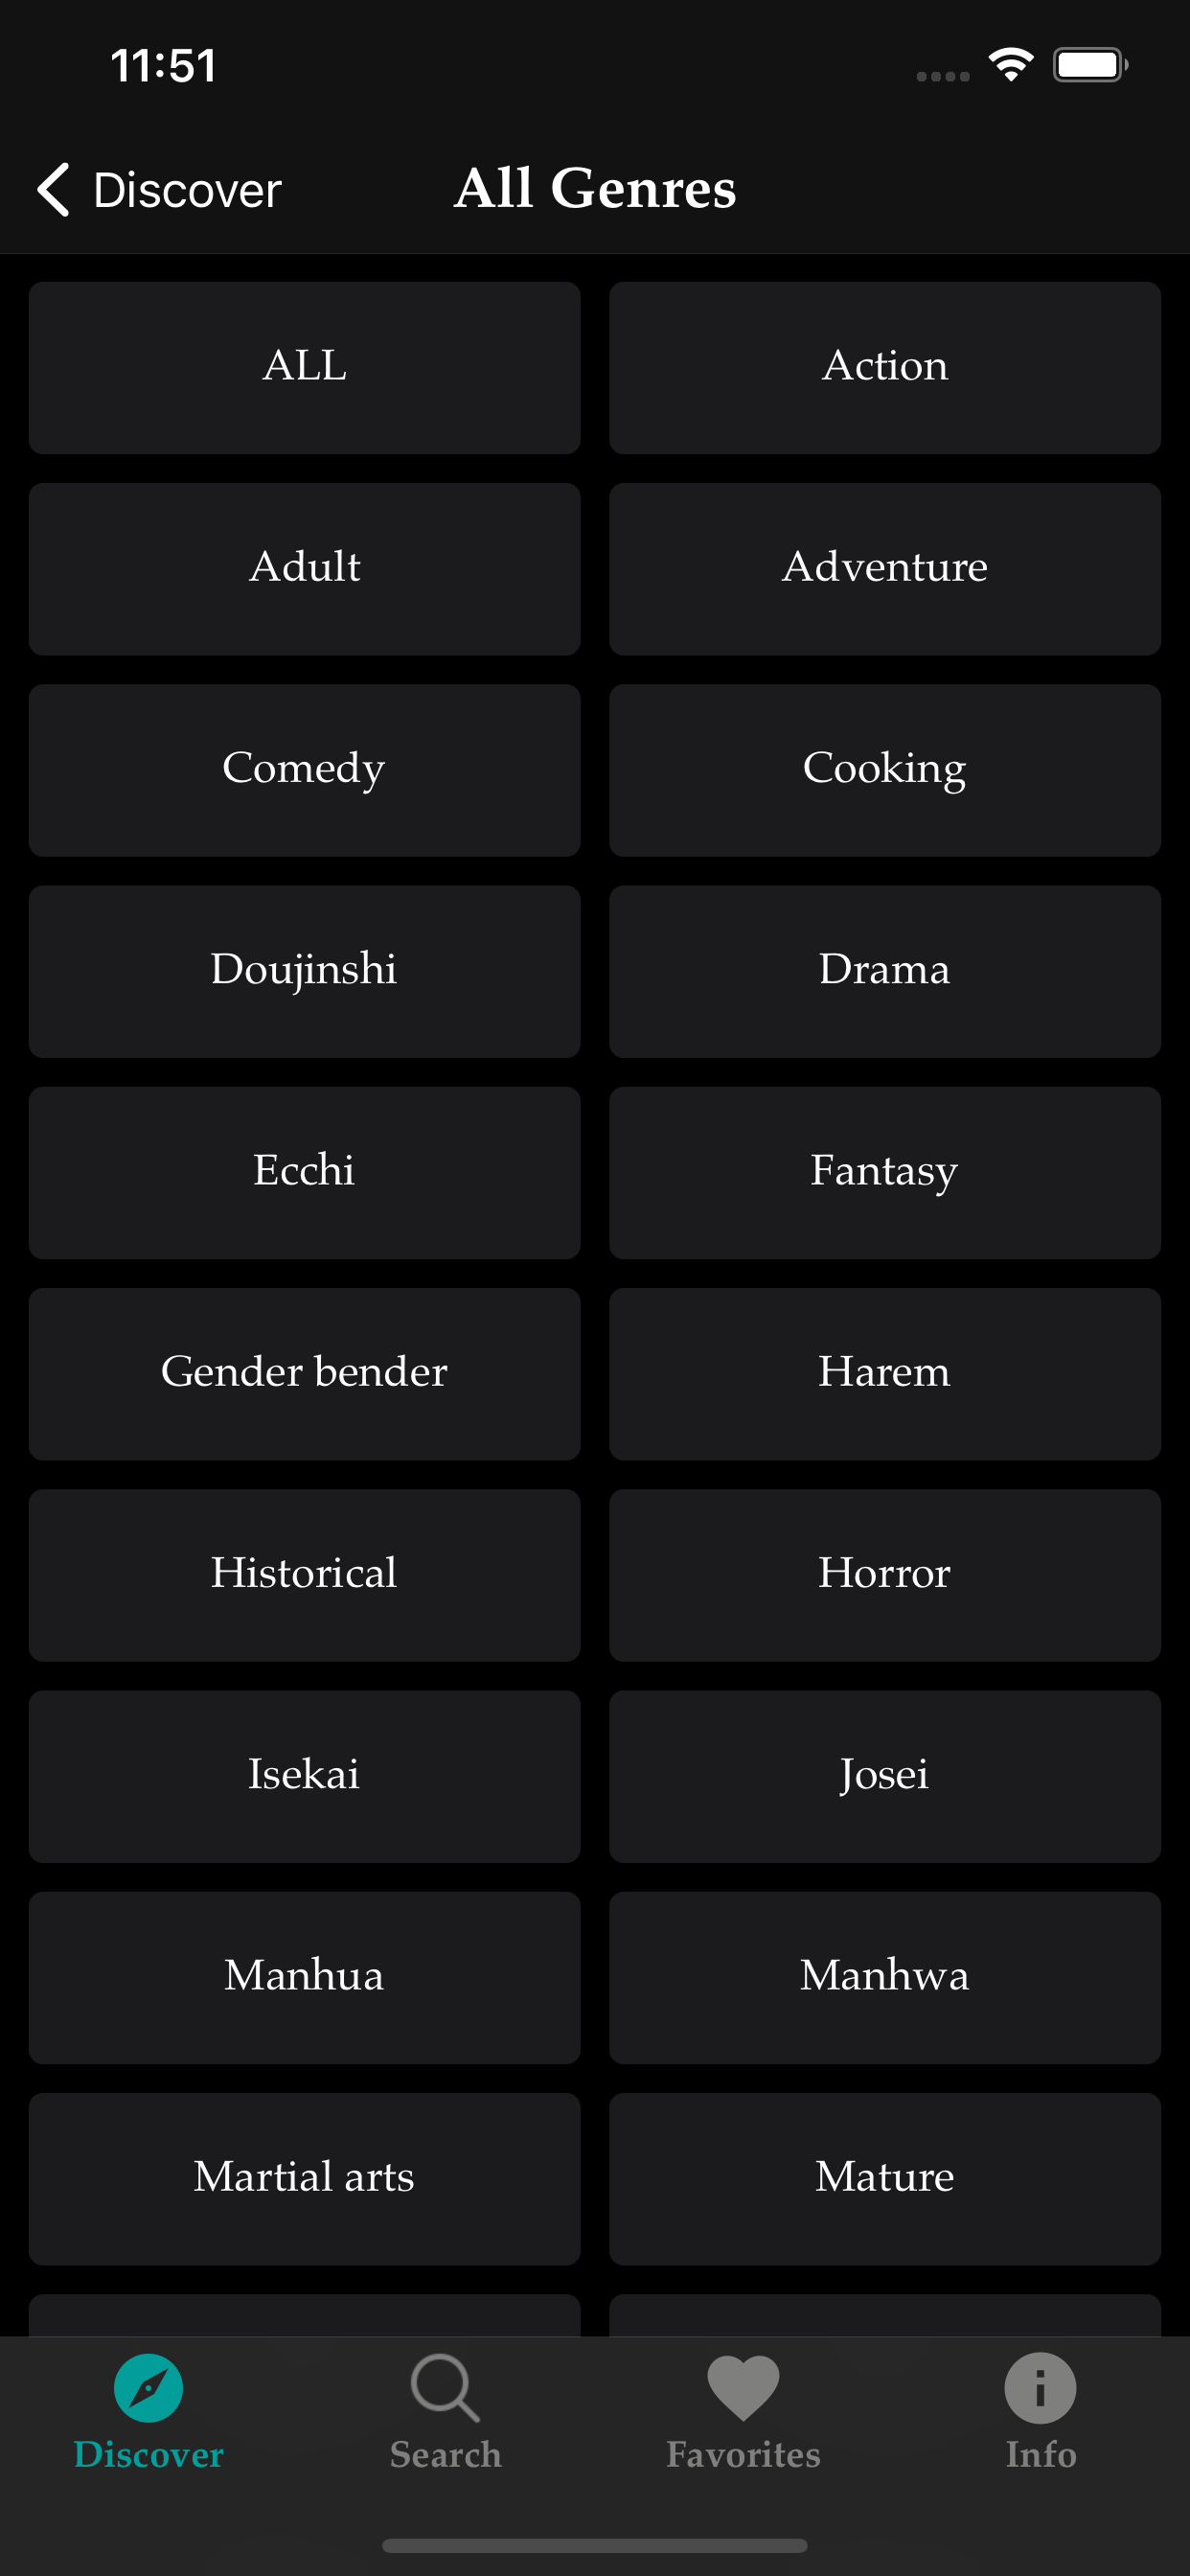 11:51
Discover
All Genres
ALL
Action
Adult
Adventure
Comedy
Cooking
Doujinshi
Drama
Ecchi
Fantasy
Gender bender
Harem
Historical
Horror
Isekai
Josei
Manhua
Manhwa
Martial arts
Mature
Discover
Search
Favorites
Info